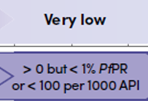 Very low
> 0 but < 1% PfPR
or < 100 per 1000 API